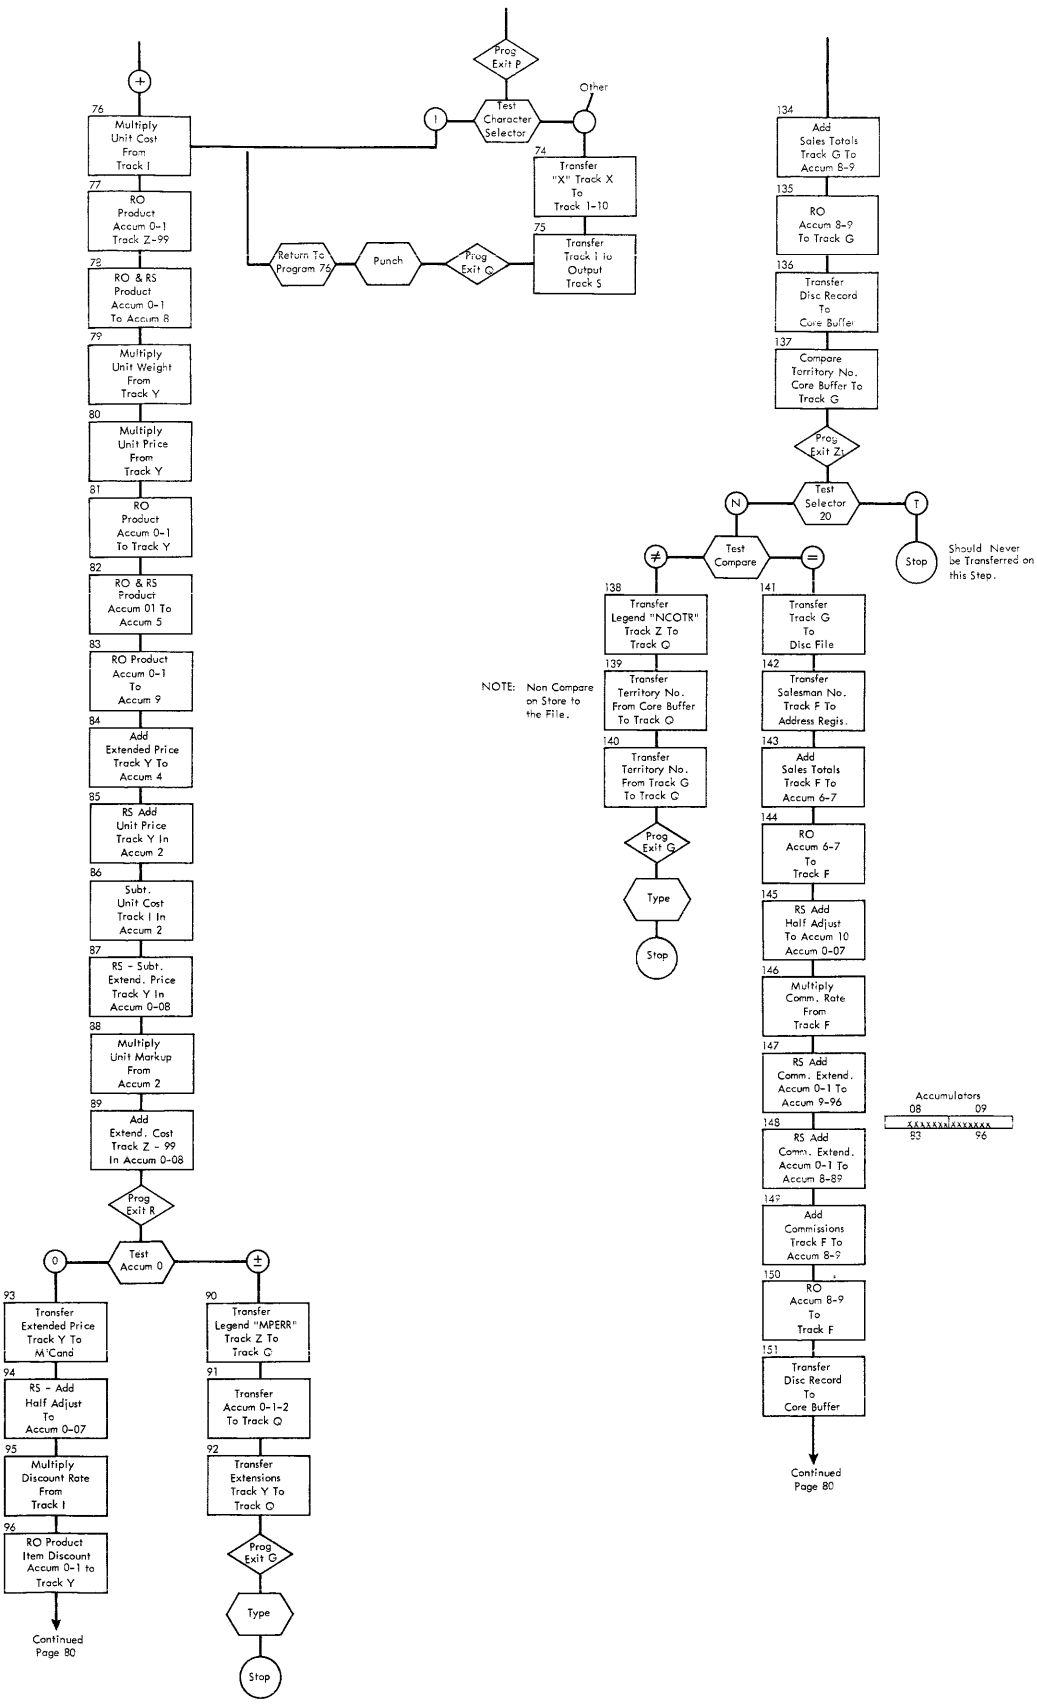 +
76
Multiply
Unit Cost
From
Track I
77
RO
Product
Accum 0-1
Track Z-99
78
RO & RS
Product
Accum 0-1
To Accum 8
79
Multiply
Unit Weight
From
Track Y
80
Multiply
Unit Price
From
Track Y
81
RO
Product
Accum 0-1
To Track Y
82
RO & RS
Product
Accum 01 To
Accum 5
83
RO Product
Accum 0-1
To
Accum 9
84
Add
Extended Price
Track Y To
Accum 4
85
RS Add
Unit Price
Track Y In
Accum 2
86
Subt.
Unit Cost
Track I In
Accum 2
87
RS - Subt.
Extend. Price
Track Y In
Accum 0-08
88
Multiply
Unit Markup
From
Accum 2
89
Add
Extend. Cost
Track Z - 99
In Accum 0-08
Prog
Exit R
Test
Accum 0
0
±
93
Transfer
Extended Price
Track Y To
M'Cand
94
RS - Add
Half Adjust
To
Accum 0-07
95
Multiply
Discount Rate
From
Track I
96
RO Product
Item Discount
Accum 0-1 to
Track Y
Continued
Page 80
90
Transfer
Legend "MPERR"
Track Z To
Track Q
91
Transfer
Accum 0-1-2
To Track Q
92
Transfer
Extensions
Track Y To
Track Q
Prog
Exit G
Type
Stop
Prog
Exit P
Test
Character
Selector
1
Other
74
Transfer
"X" Track X
To
Track 1-10
75
Transfer
Track I to
Output
Track S
Prog
Exit Q
Punch
Return To
Program 76
134
Add
Sales Totals
Track G To
Accum 8-9
135
RO
Accum 8-9
To Track G
136
Transfer
Disc Record
To
Core Buffer
137
Compare
Territory No.
Core Buffer To
Track G
Prog
Exit Z1
Test
Selector
20
N
T
Stop
Should Never
be Transferred on
this Step.
Test
Compare
≠
=
138
Transfer
Legend "NCOTR"
Track Z To
Track Q
139
Transfer
Territory No.
From Core Buffer
To Track Q
NOTE: Non Compare
on Store to
the File.
140
Transfer
Territory No.
From Track G
To Track Q
Prog
Exit G
Type
Stop
141
Transfer
Track G
To
Disc File
142
Transfer
Salesman No.
Track F To
Address Regis.
143
Add
Sales Totals
Track F To
Accum 6-7
144
RO
Accum 6-7
To
Track F
145
RS Add
Half Adjust
To Accum 10
Accum 0-07
146
Multiply
Comm. Rate
From
Track F
147
RS Add
Comm. Extend.
Accum 0-1 To
Accum 9-96
148
RS Add
Comm. Extend.
Accum 0-1 To
Accum 8-89
149
Add
Commissions
Track F To
Accum 8-9
150
RO
Accum 8-9
To
Track F
151
Transfer
Disc Record
To
Core Buffer
Continued
Page 80
Accumulators
08 09
XXXXXXX XXXXXXX
83 96